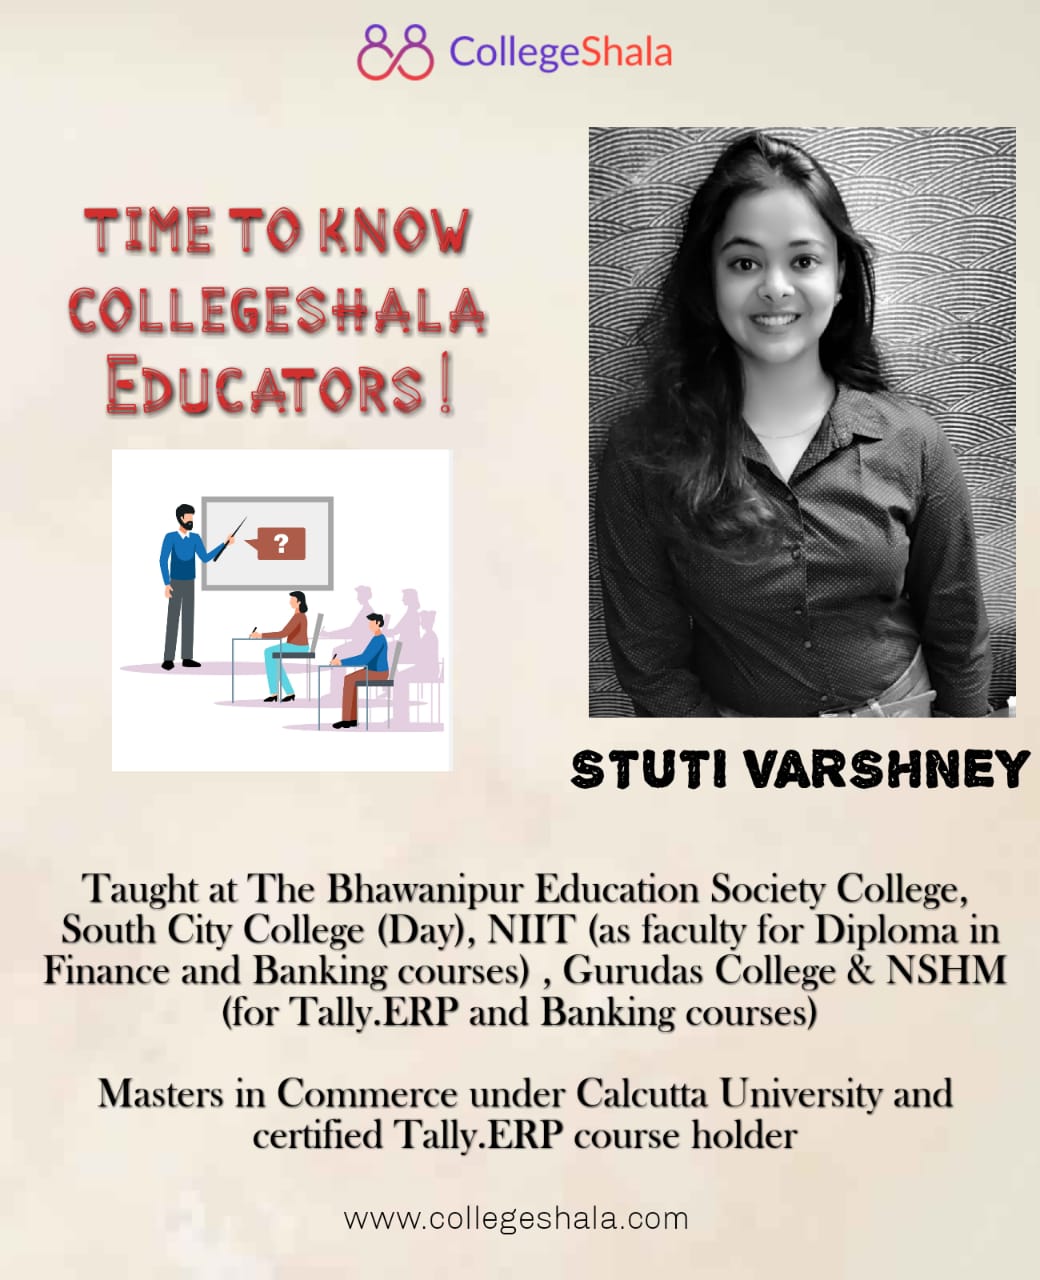 CollegeShala
TIME TO KNOW
COLLEGESHALA
EDUCATORS!
?
STUTI VARSHNEY
Taught at The Bhawanipur Education Society College,
South City College (Day), NIIT (as faculty for Diploma in
Finance and Banking courses) , Gurudas College & NSHM
(for Tally.ERP and Banking courses)
Masters in Commerce under Calcutta University and
certified Tally.ERP course holder
www.collegeshala.com